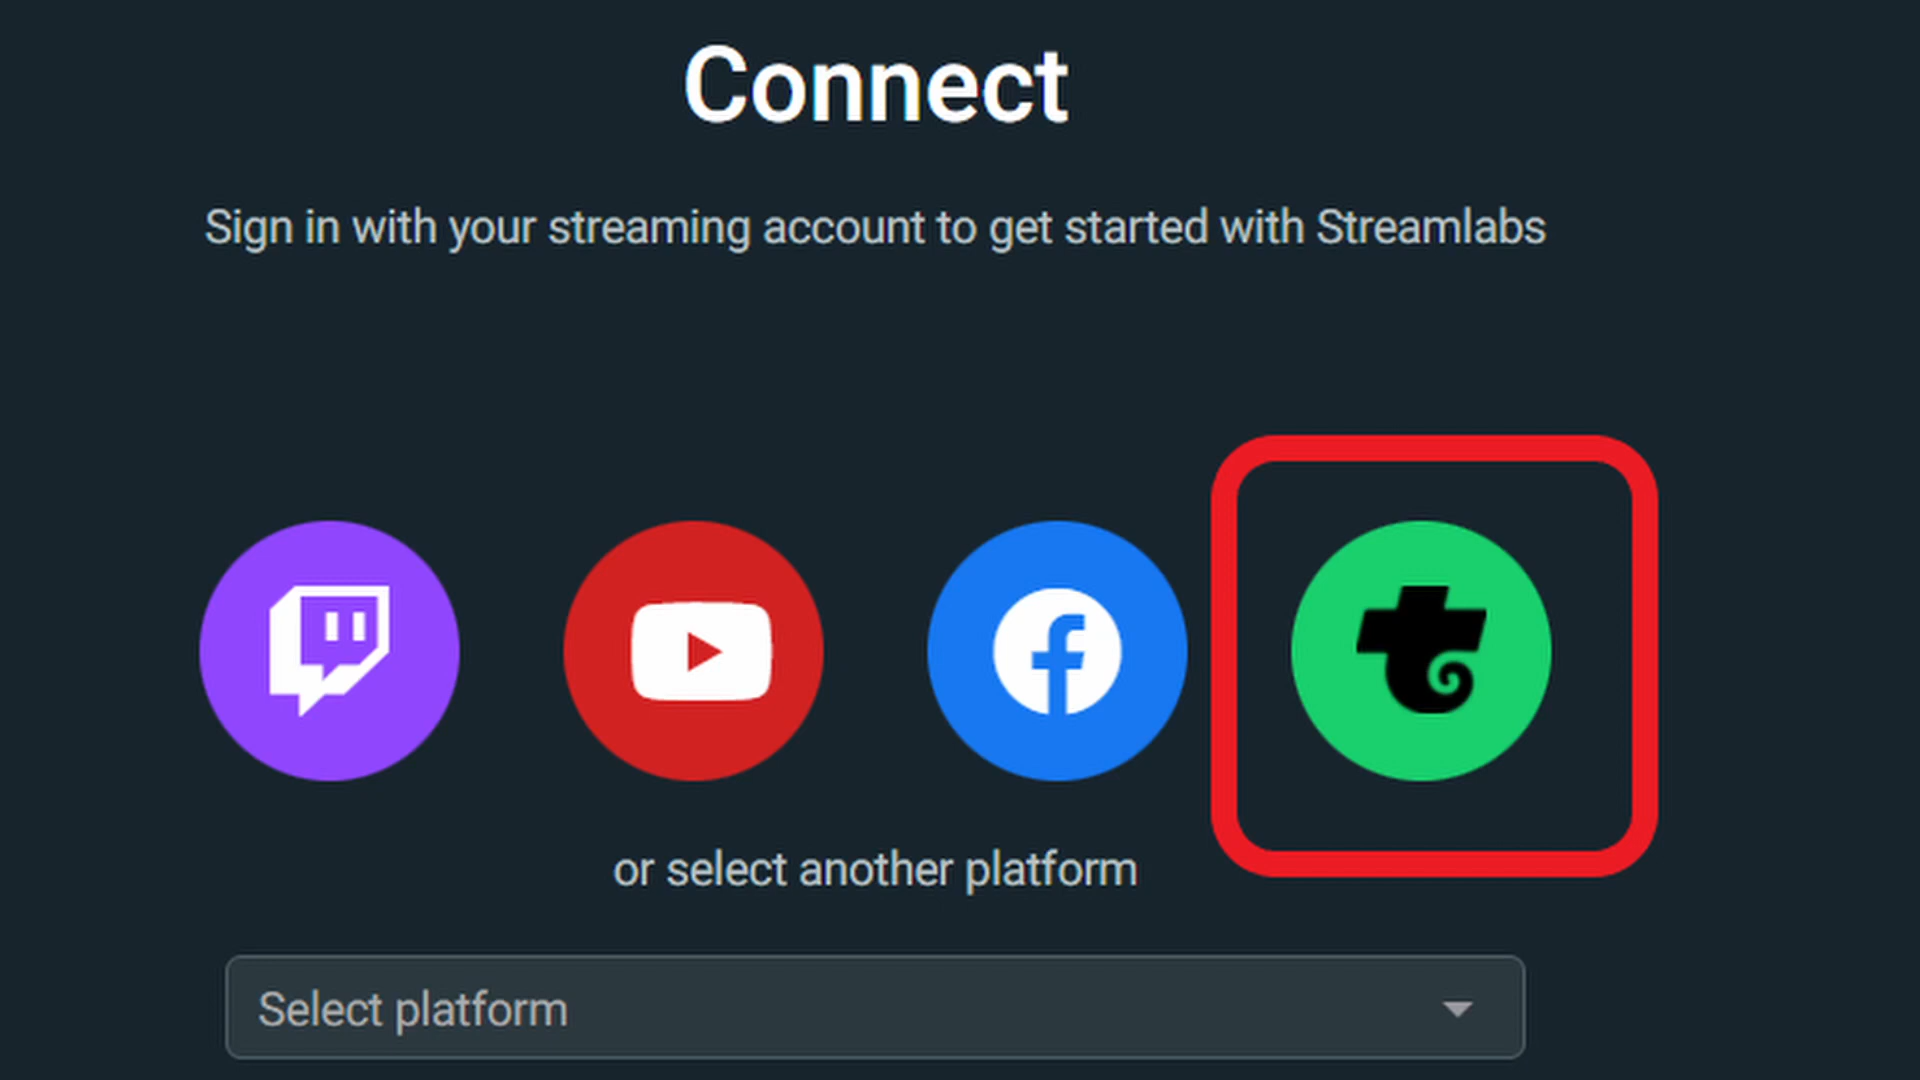 Connect
Sign in with your streaming account to get started with Streamlabs
or select another platform
Select platform